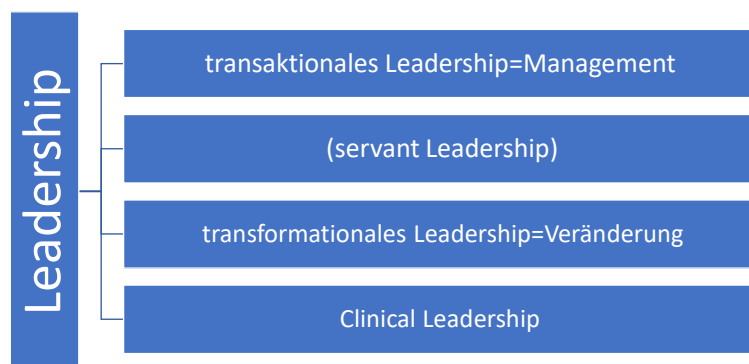 Leadership
transaktionales Leadership=Management
(servant Leadership)
transformationales Leadership=Veränderung
Clinical Leadership